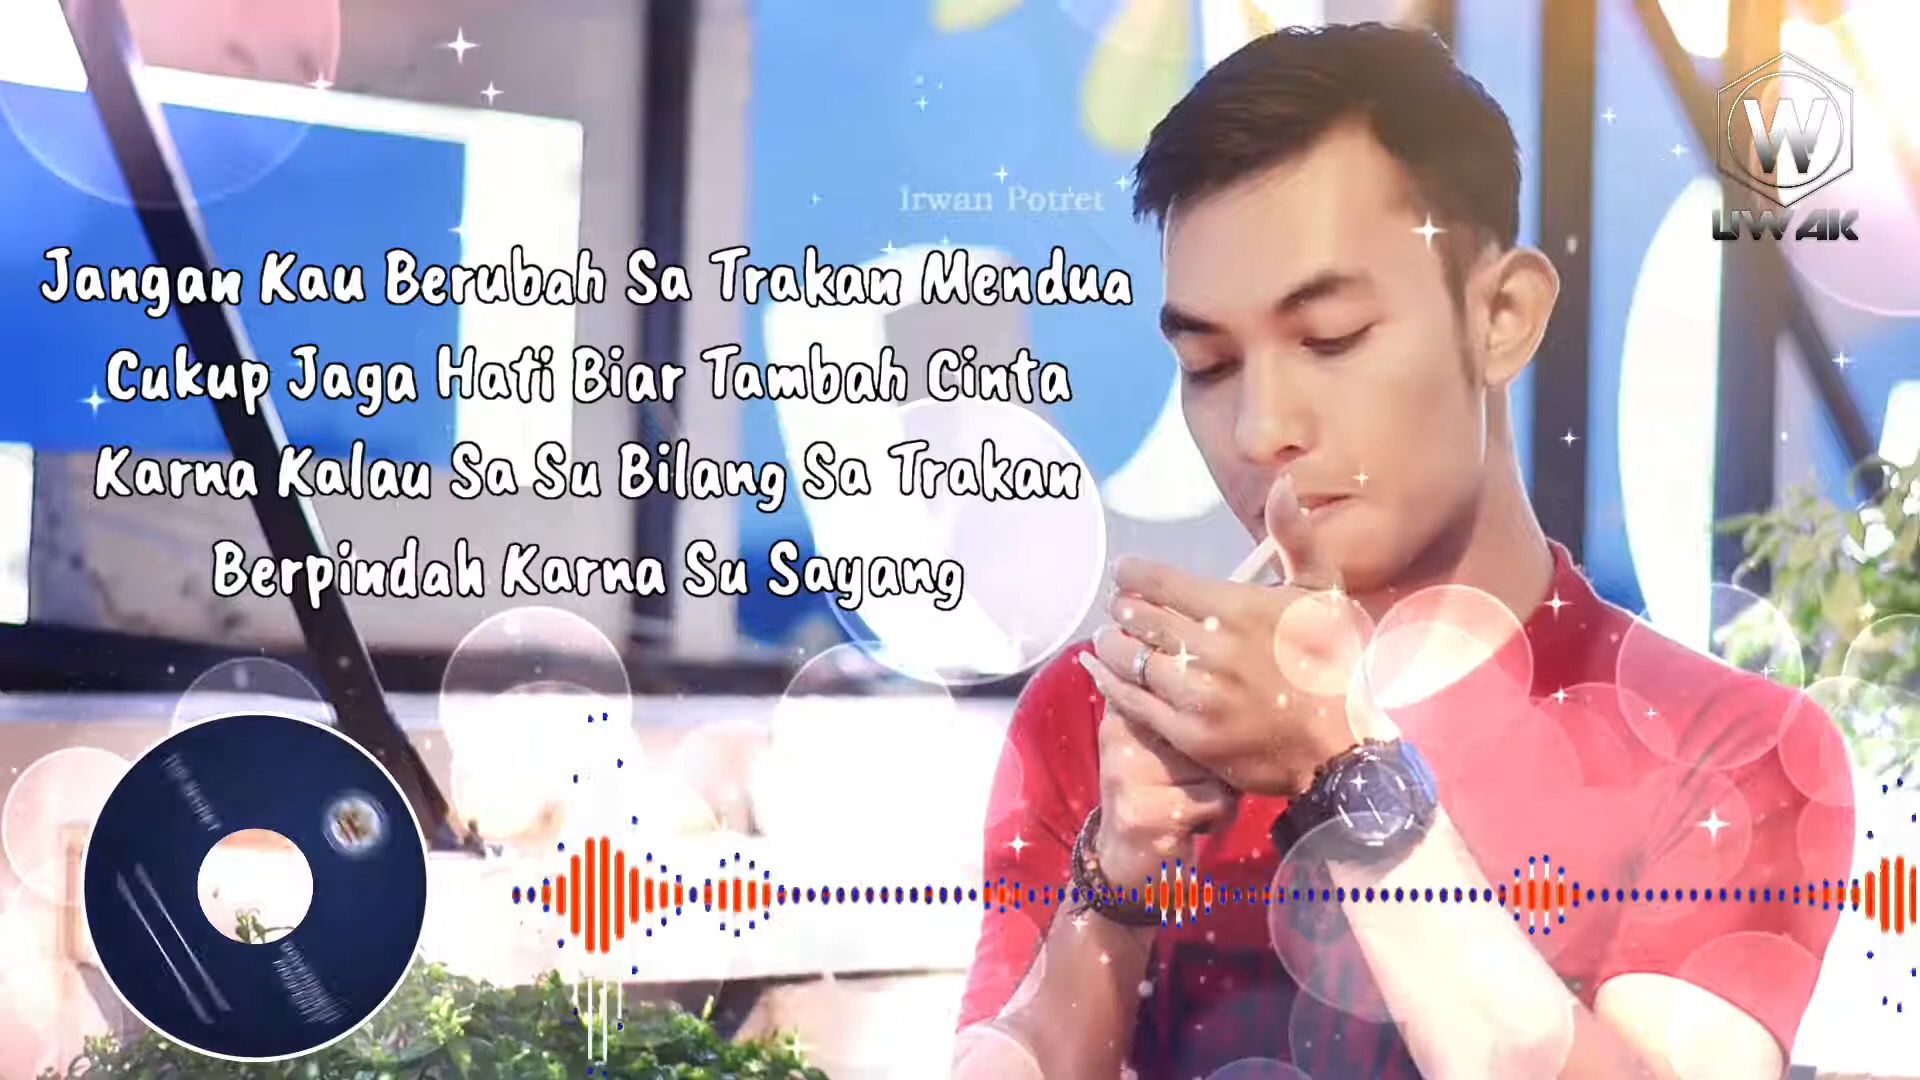 Irwan Potret
W
UWAK
Jangan Kau Berubah Sa Trakan Mendua
Cukup Jaga Hati Biar Tambah Cinta
Karna Kalau Sa Su Bilang Sa Trakan
Berpindah Karna Su Sayang